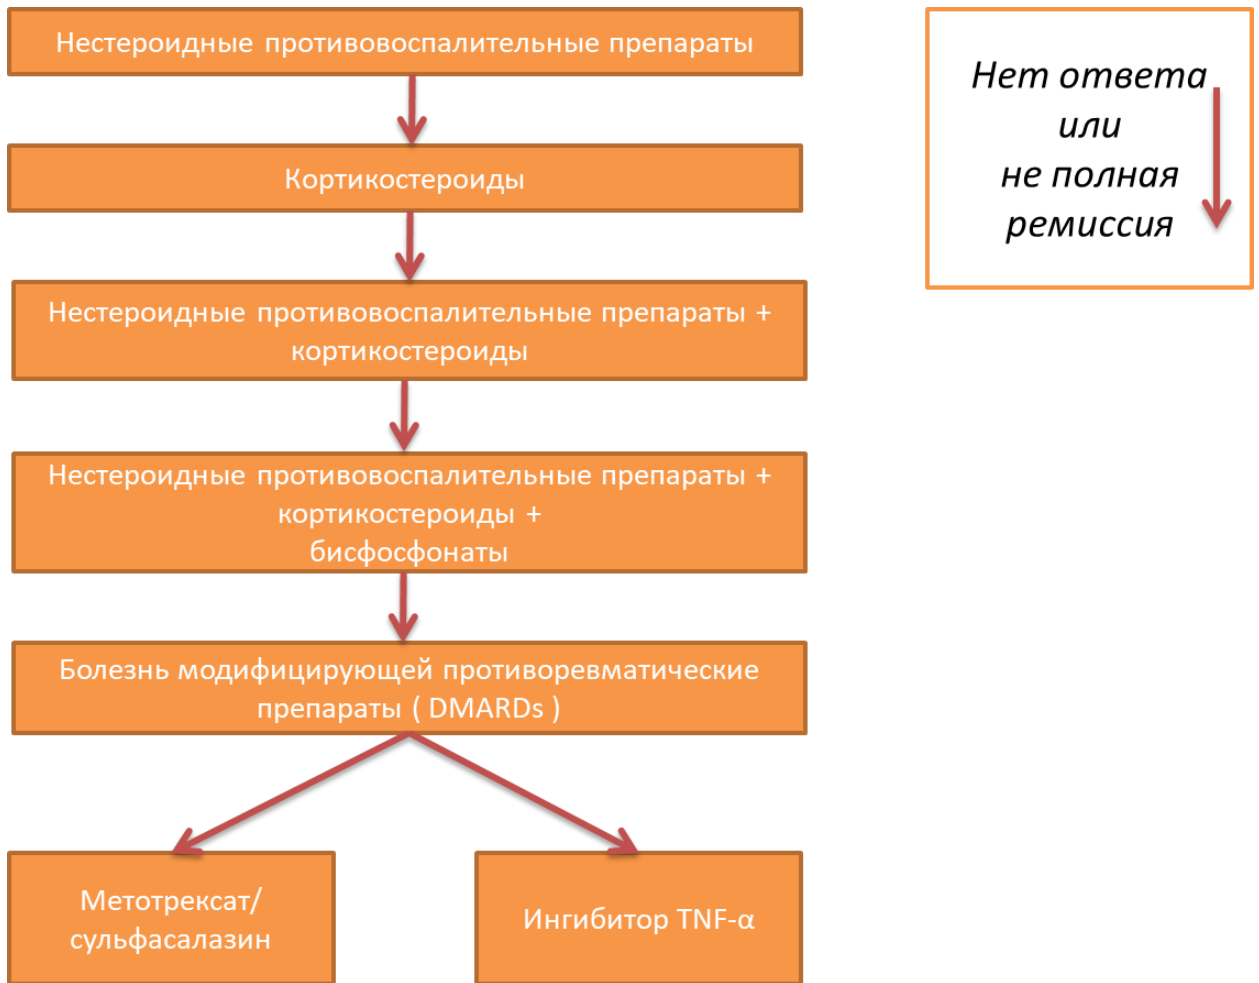 Нестероидные противовоспалительные препараты
Кортикостероиды
Нестероидные противовоспалительные препараты +
кортикостероиды
Нестероидные противовоспалительные препараты +
кортикостероиды +
бисфосфонаты
Болезнь модифицирующей противоревматические
препараты ( DMARDs )
Метотрексат/
сульфасалазин
Ингибитор TNF-α
Нет ответа
или
не полная
ремиссия